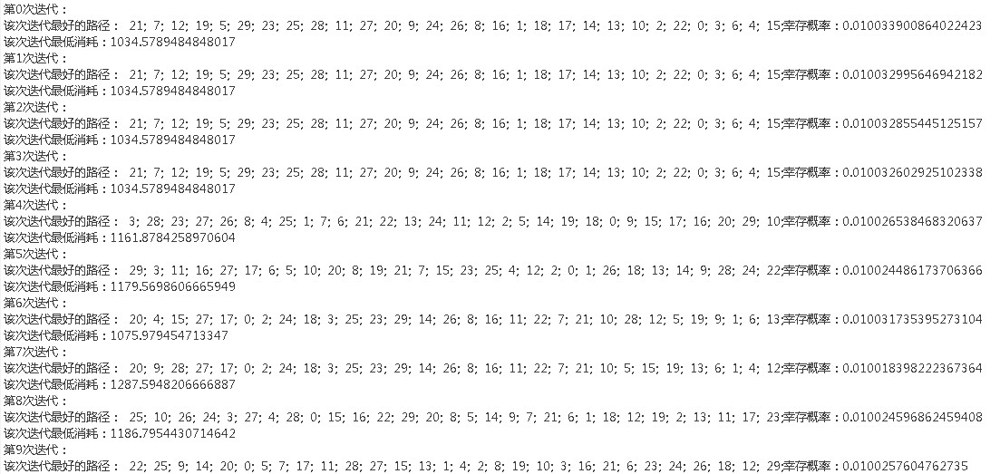 第0次迭代：
该次迭代最好的路径： 21; 7; 12; 19; 5; 29; 23; 25; 28; 11; 27; 20; 9; 24; 26; 8; 16; 1; 18; 17; 14; 13; 10; 2; 22; 0; 3; 6; 4; 15;幸存概率：0.010033900864022423
该次迭代最低消耗：1034.5789484848017
第1次迭代：
该次迭代最好的路径： 21; 7; 12; 19; 5; 29; 23; 25; 28; 11; 27; 20; 9; 24; 26; 8; 16; 1; 18; 17; 14; 13; 10; 2; 22; 0; 3; 6; 4; 15;幸存概率：0.010032995646942182
该次迭代最低消耗：1034.5789484848017
第2次迭代：
该次迭代最好的路径： 21; 7; 12; 19; 5; 29; 23; 25; 28; 11; 27; 20; 9; 24; 26; 8; 16; 1; 18; 17; 14; 13; 10; 2; 22; 0; 3; 6; 4; 15;幸存概率：0.010032855445125157
该次迭代最低消耗：1034.5789484848017
第3次迭代：
该次迭代最好的路径： 21; 7; 12; 19; 5; 29; 23; 25; 28; 11; 27; 20; 9; 24; 26; 8; 16; 1; 18; 17; 14; 13; 10; 2; 22; 0; 3; 6; 4; 15;幸存概率：0.010032602925102338
该次迭代最低消耗：1034.5789484848017
第4次迭代：
该次迭代最好的路径： 3; 28; 23; 27; 26; 8; 4; 25; 1; 7; 6; 21; 22; 13; 24; 11; 12; 2; 5; 14; 19; 18; 0; 9; 15; 17; 16; 20; 29; 10;幸存概率：0.010026538468320637
该次迭代最低消耗：1161.8784258970604
第5次迭代：
该次迭代最好的路径： 29; 3; 11; 16; 27; 17; 6; 5; 10; 20; 8; 19; 21; 7; 15; 23; 25; 4; 12; 2; 0; 1; 26; 18; 13; 14; 9; 28; 24; 22;幸存概率：0.010024486173706366
该次迭代最低消耗：1179.5698606665949
第6次迭代：
该次迭代最好的路径： 20; 4; 15; 27; 17; 0; 2; 24; 18; 3; 25; 23; 29; 14; 26; 8; 16; 11; 22; 7; 21; 10; 28; 12; 5; 19; 9; 1; 6; 13;幸存概率：0.010031735395273104
该次迭代最低消耗：1075.979454713347
第7次迭代：
该次迭代最好的路径： 20; 9; 28; 27; 17; 0; 2; 24; 18; 3; 25; 23; 29; 14; 26; 8; 16; 11; 22; 7; 21; 10; 5; 15; 19; 13; 6; 1; 4; 12;幸存概率：0.010018398222367364
该次迭代最低消耗：1287.5948206666887
第8次迭代：
该次迭代最好的路径： 25; 10; 26; 24; 3; 27; 4; 28; 0; 15; 16; 22; 29; 20; 8; 5; 14; 9; 7; 21; 6; 1; 18; 12; 19; 2; 13; 11; 17; 23;幸存概率：0.010024596862459408
该次迭代最低消耗：1186.7954430714642
第9次迭代：
该次迭代最好的路径： 22; 25; 9; 14; 20; 0; 5; 7; 17; 11; 28; 27; 15; 13; 1; 4; 2; 8; 19; 10; 3; 16; 21; 6; 23; 24; 26; 18; 12; 29;幸存概率：0.01002576047​62735